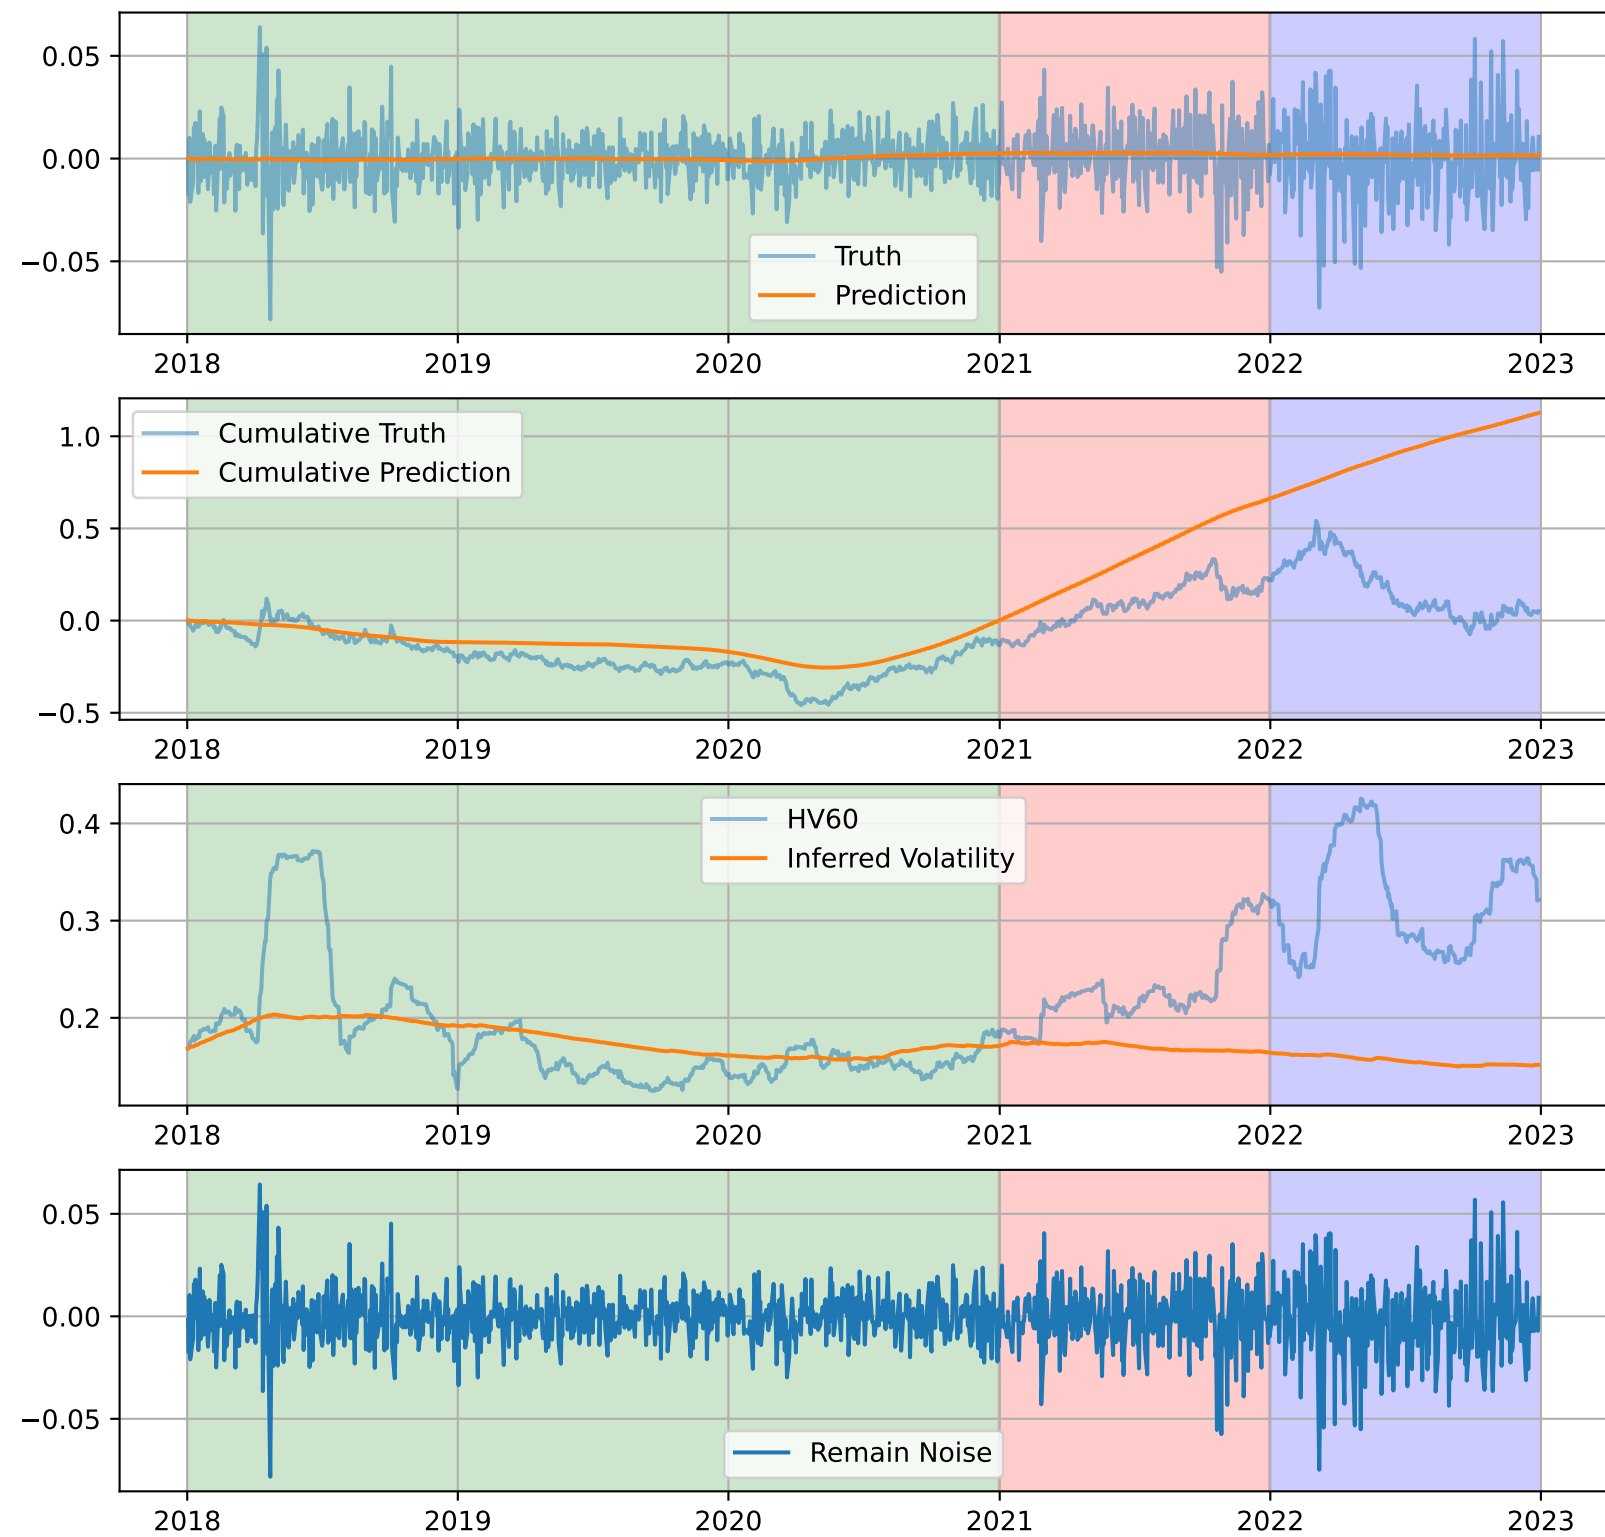 0.05
0.00
−0.05
Truth
Prediction
2018 2019 2020 2021 2022 2023
1.0
0.5
0.0
−0.5
Cumulative Truth
Cumulative Prediction
2018 2019 2020 2021 2022 2023
0.4
0.3
0.2
HV60
Inferred Volatility
2018 2019 2020 2021 2022 2023
0.05
0.00
−0.05
Remain Noise
2018 2019 2020 2021 2022 2023